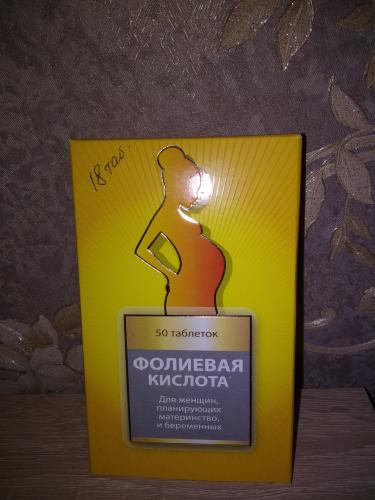 18 таб.
50 таблеток
ФОЛИЕВАЯ
КИСЛОТА
Для женщин,
планирующих
материнство,
и беременных